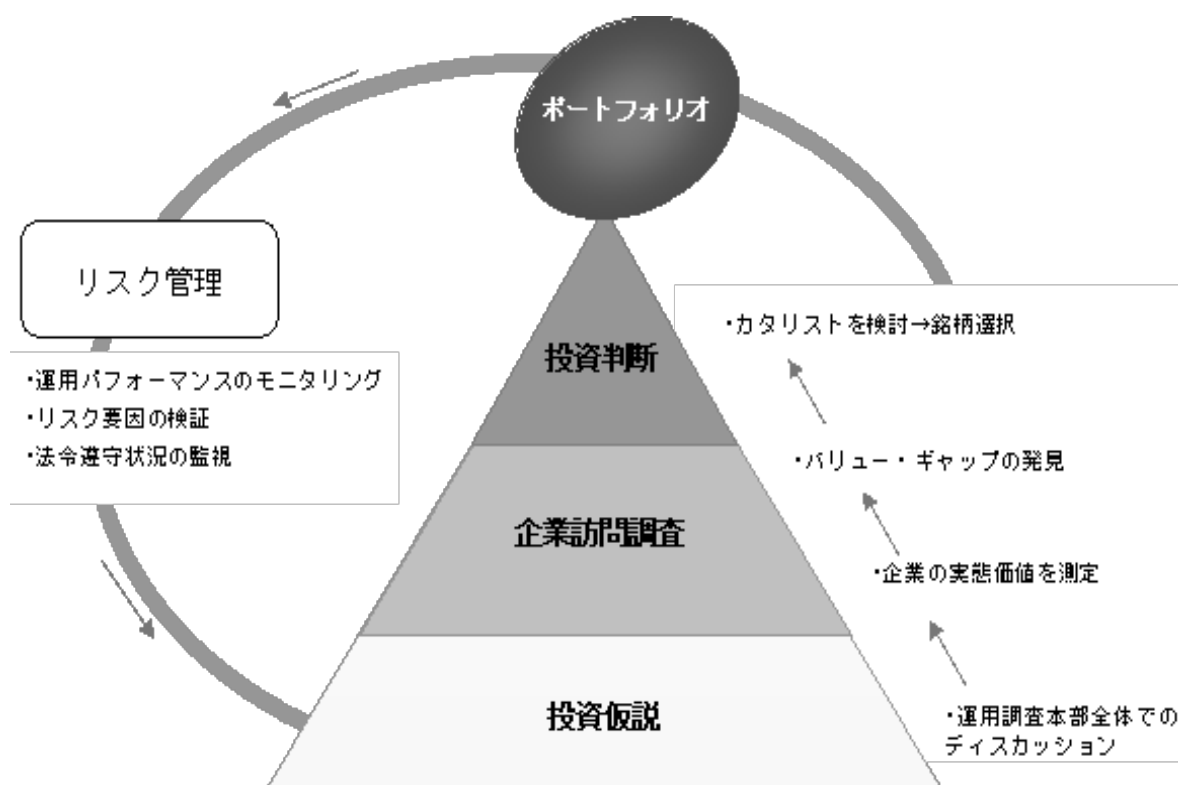 ポートフォリオ
リスク管理
・運用パフォーマンスのモニタリング
・リスク要因の検証
・法令遵守状況の監視
投資判断
企業訪問調査
投資仮説
・カタリストを検討→銘柄選択
・バリュー・ギャップの発見
・企業の実態価値を測定
・運用調査本部全体での
ディスカッション